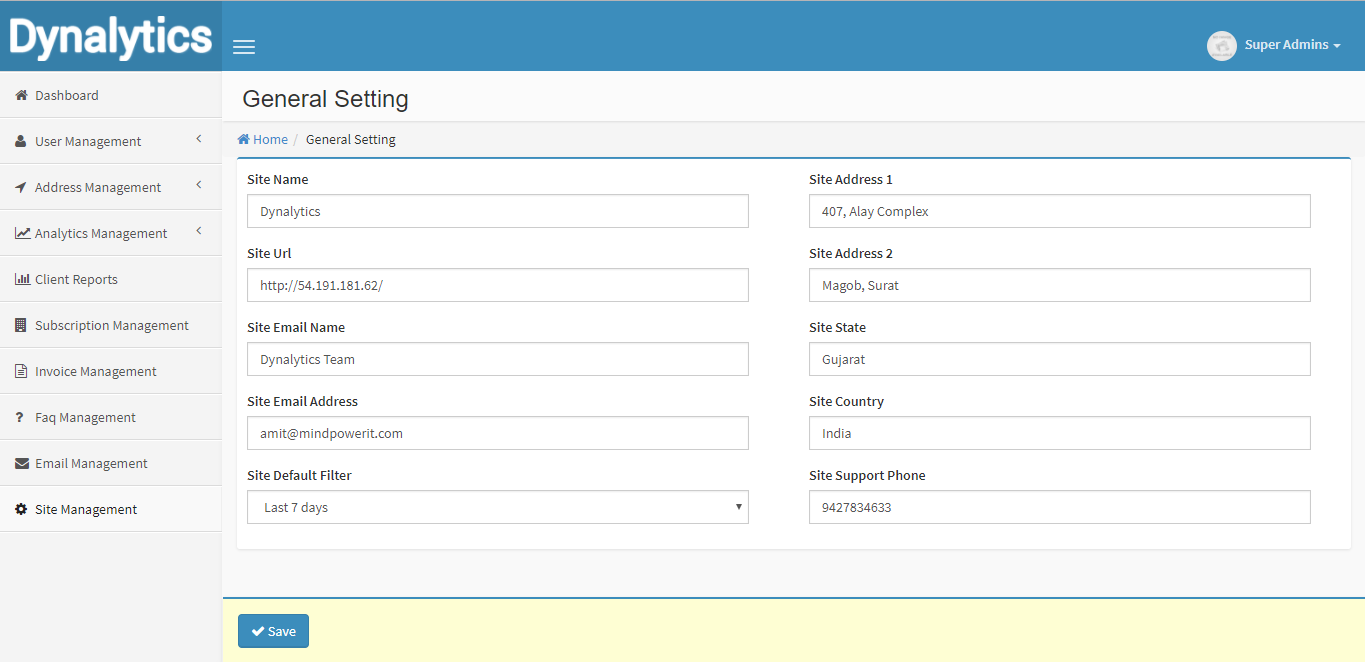 Dynalytics
Super Admins
Dashboard
User Management
Address Management
Analytics Management
Client Reports
Subscription Management
Invoice Management
Faq Management
Email Management
Site Management
General Setting
Home / General Setting
Site Name
Dynalytics
Site Url
http://54.191.181.62/
Site Email Name
Dynalytics Team
Site Email Address
amit@mindpowerit.com
Site Default Filter
Last 7 days
Site Address 1
407, Alay Complex
Site Address 2
Magob, Surat
Site State
Gujarat
Site Country
India
Site Support Phone
9427834633
Save